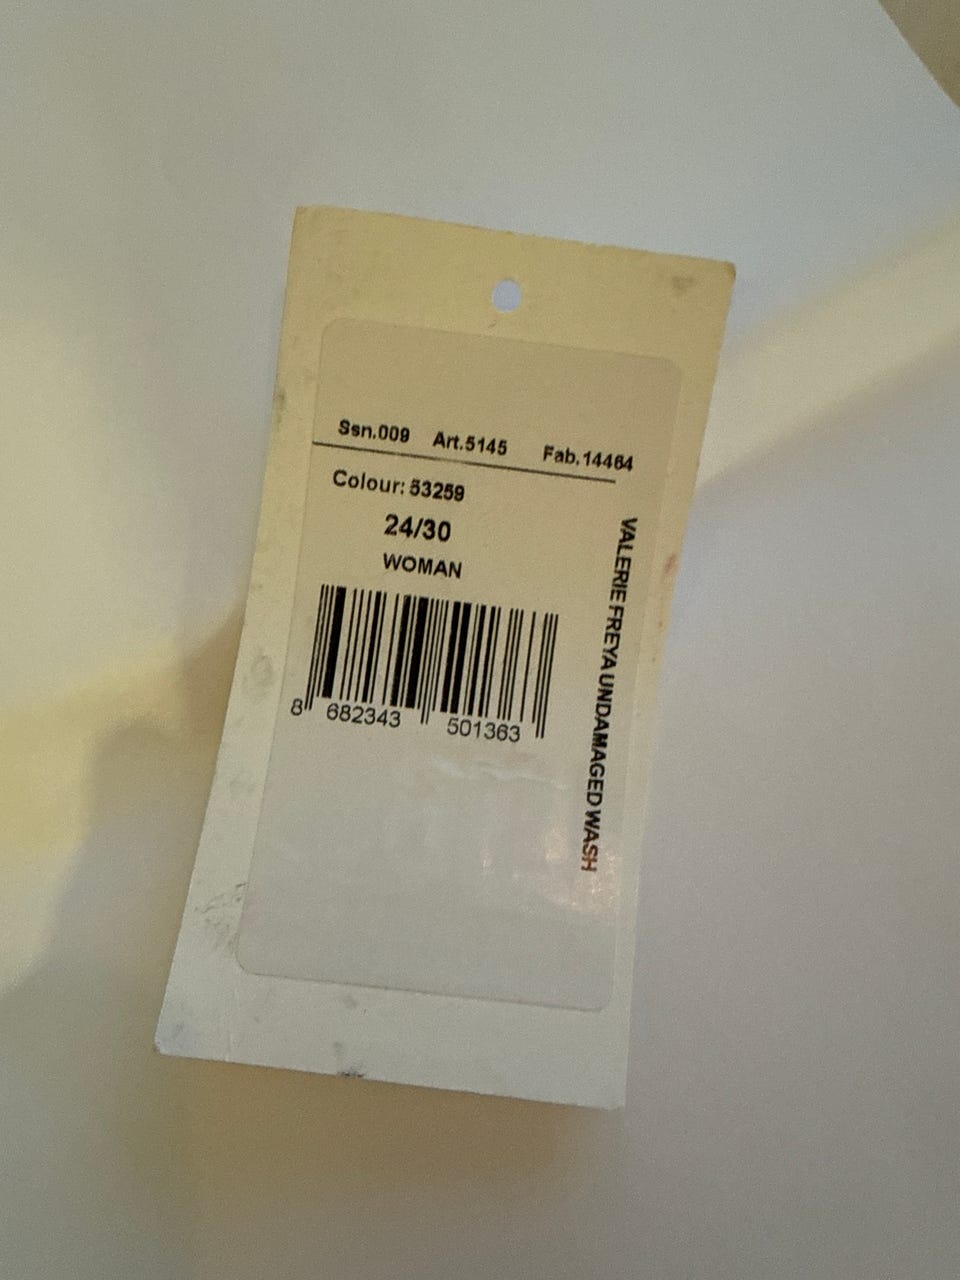 Ssn.009 Art.5145 Fab.14464
Colour: 53259
24/30
WOMAN
8 682343 501363
VALERIE FREYA UNDAMAGED WASH